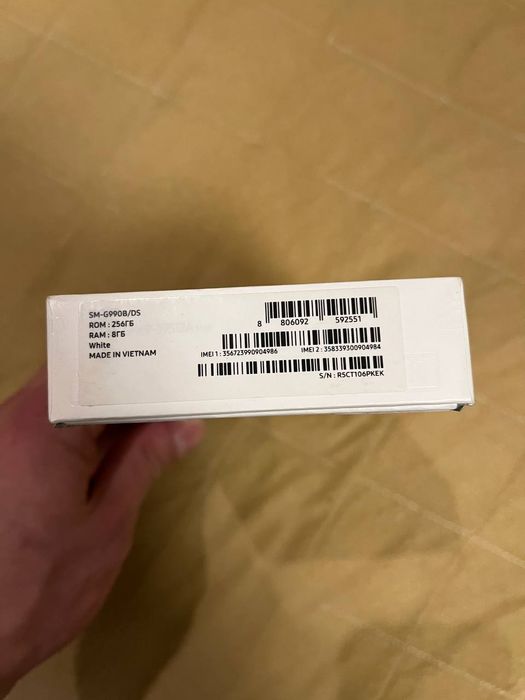 SM-G990B/DS
ROM : 256ГБ
RAM : 8ГБ
White
MADE IN VIETNAM
8 806092 592551
IMEI 1 : 356723990904986 IMEI 2 : 358339300904984
S/N : R5CT106PKEK